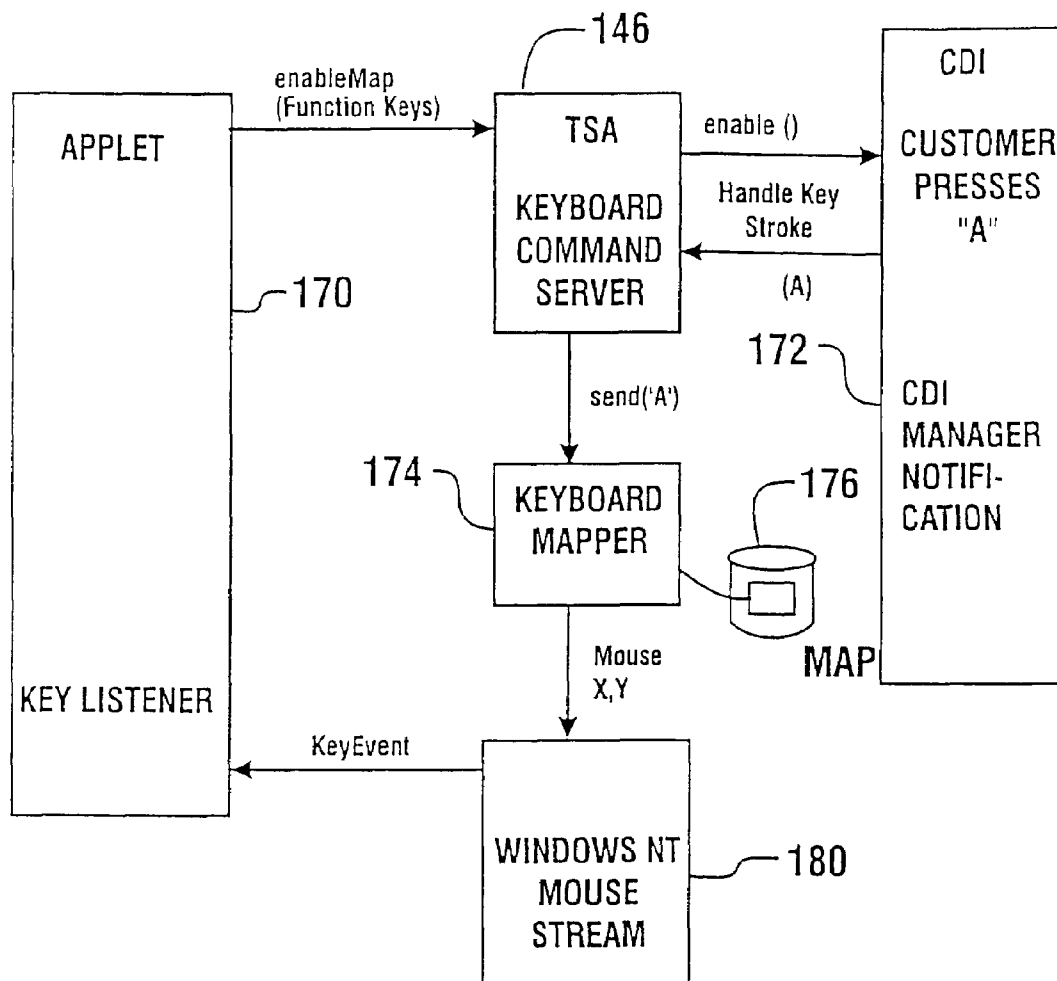 146
enableMap
(Function Keys)
APPLET
170
KEY LISTENER
TSA
KEYBOARD
COMMAND
SERVER
enable ()
Handle Key
Stroke
(A)
CDI
CUSTOMER
PRESSES
"A"
172
CDI
MANAGER
NOTIFI-
CATION
send('A')
174
KEYBOARD
MAPPER
176
MAP
Mouse
X,Y
KeyEvent
WINDOWS NT
MOUSE
STREAM
180